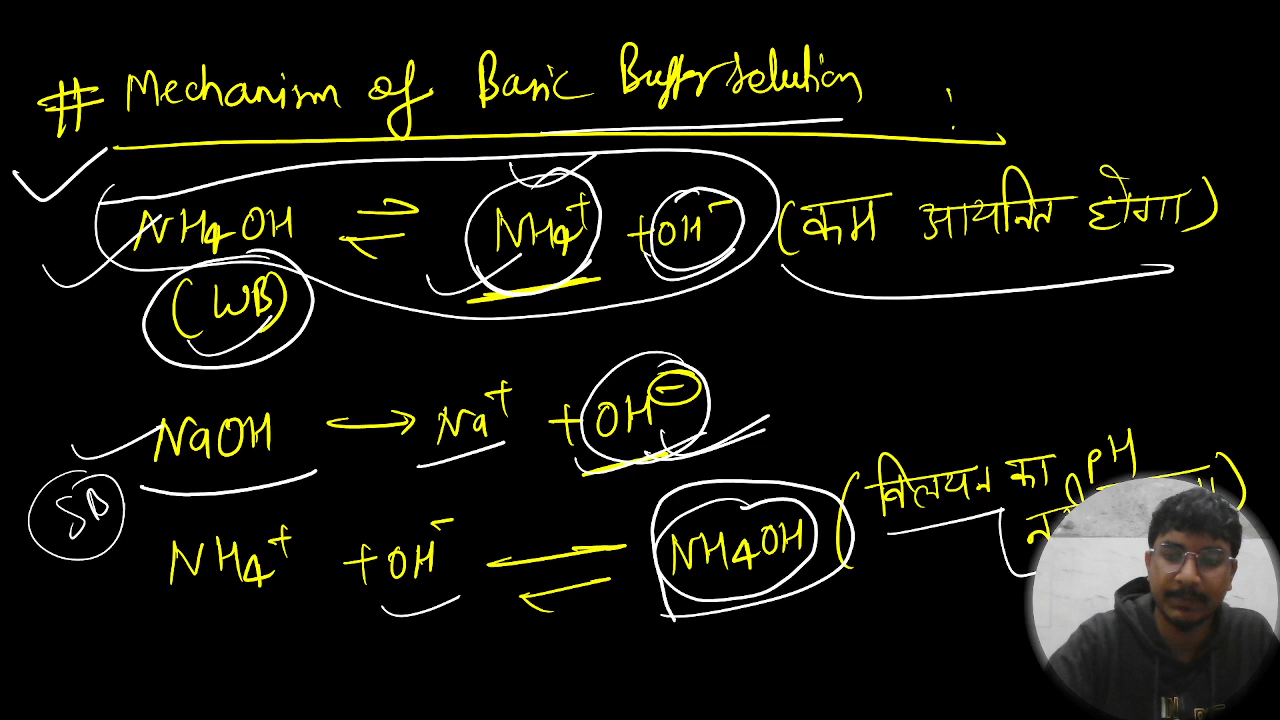 # Mechanism of Basic Buffer solution :
NH4OH ⇌ NH4+ + OH- (कम आयनित होगा)
(WB)
NaOH ↔ Na+ + OH-
SB
NH4+ + OH- ⇌ NH4OH (विलयन का pH